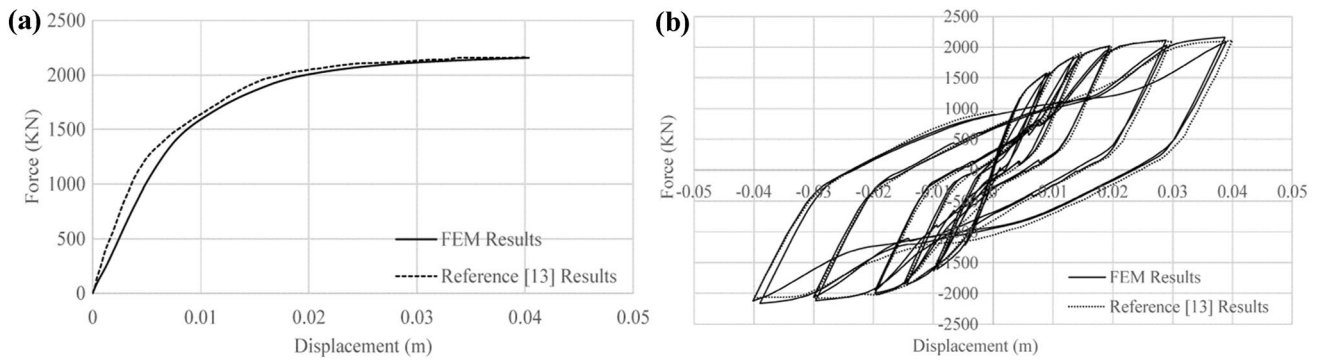 (a)
2500
2000
1500
1000
500
0
Force (KN)
0 0.01 0.02 0.03 0.04 0.05
Displacement (m)
FEM Results
Reference [13] Results
(b)
2500
2000
1500
1000
500
0
-0.05 -0.04 -0.03 -0.02 -0.01 0.01 0.02 0.03 0.04 0.05
-500
-1000
-1500
-2000
-2500
Force (KN)
Displacement (m)
FEM Results
Reference [13] Results